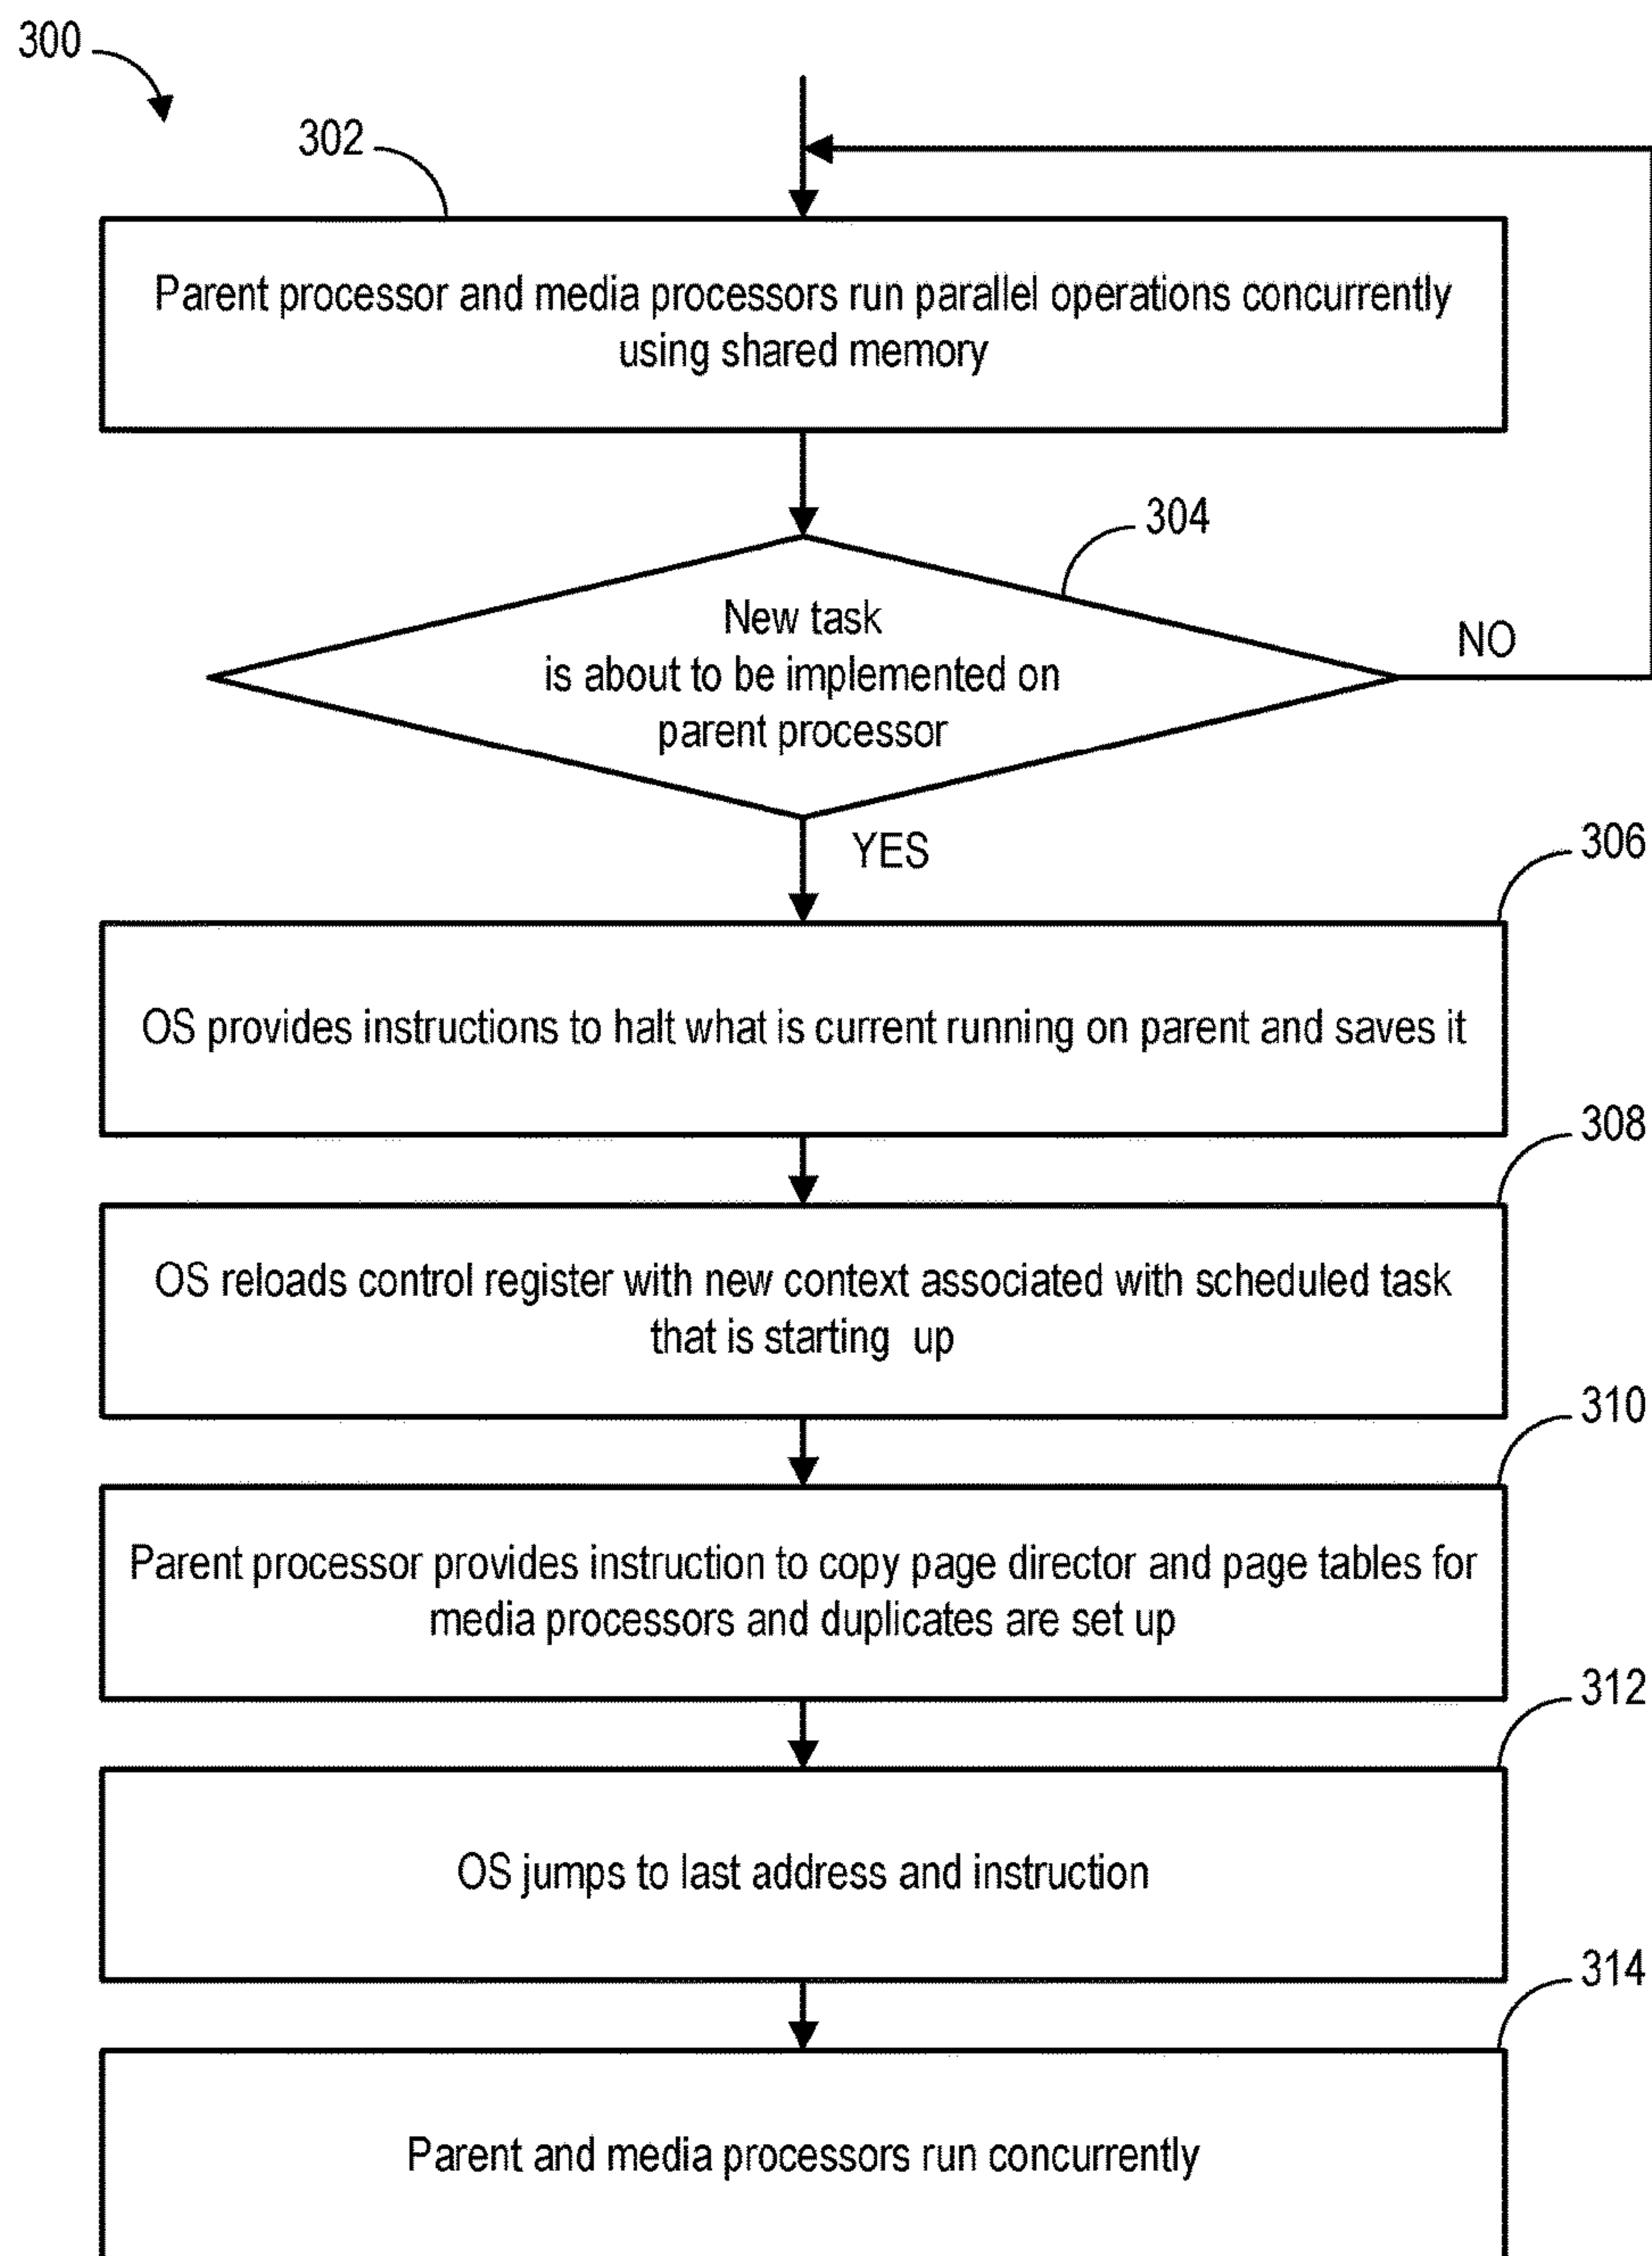 300
302
Parent processor and media processors run parallel operations concurrently
using shared memory
304
New task
is about to be implemented on
parent processor
NO
YES
306
OS provides instructions to halt what is current running on parent and saves it
308
OS reloads control register with new context associated with scheduled task
that is starting up
310
Parent processor provides instruction to copy page director and page tables for
media processors and duplicates are set up
312
OS jumps to last address and instruction
314
Parent and media processors run concurrently